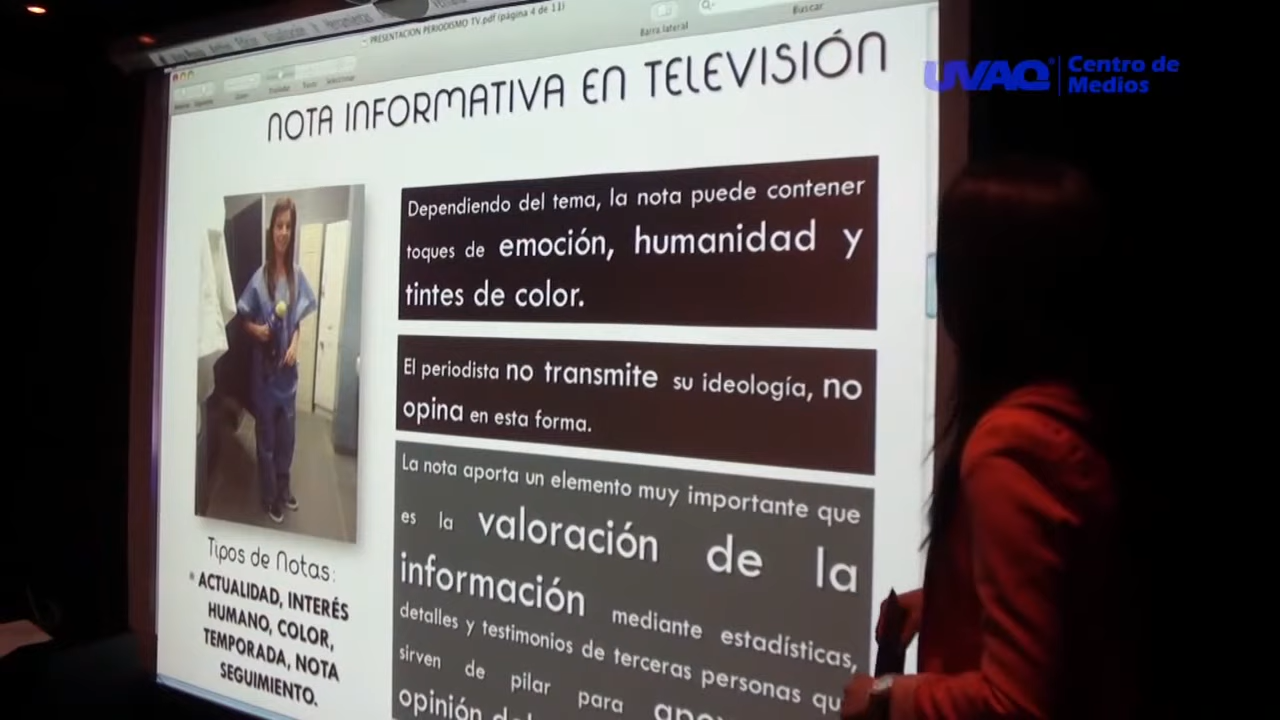 PRESENTACION PERIODISMO TV.pdf (página 4 de 11)
Barra lateral
Buscar
UVAQ
Centro de
Medios
NOTA INFORMATIVA EN TELEVISIÓN
Dependiendo del tema, la nota puede contener
toques de emoción, humanidad y
tintes de color.
El periodista no transmite su ideología, no
opina en esta forma.
La nota aporta un elemento muy importante que
es la valoración de la
información mediante estadísticas,
detalles y testimonios de terceras personas
sirven de pilar para
opinión
Tipos de Notas:
* ACTUALIDAD, INTERÉS
HUMANO, COLOR,
TEMPORADA, NOTA
SEGUIMIENTO.